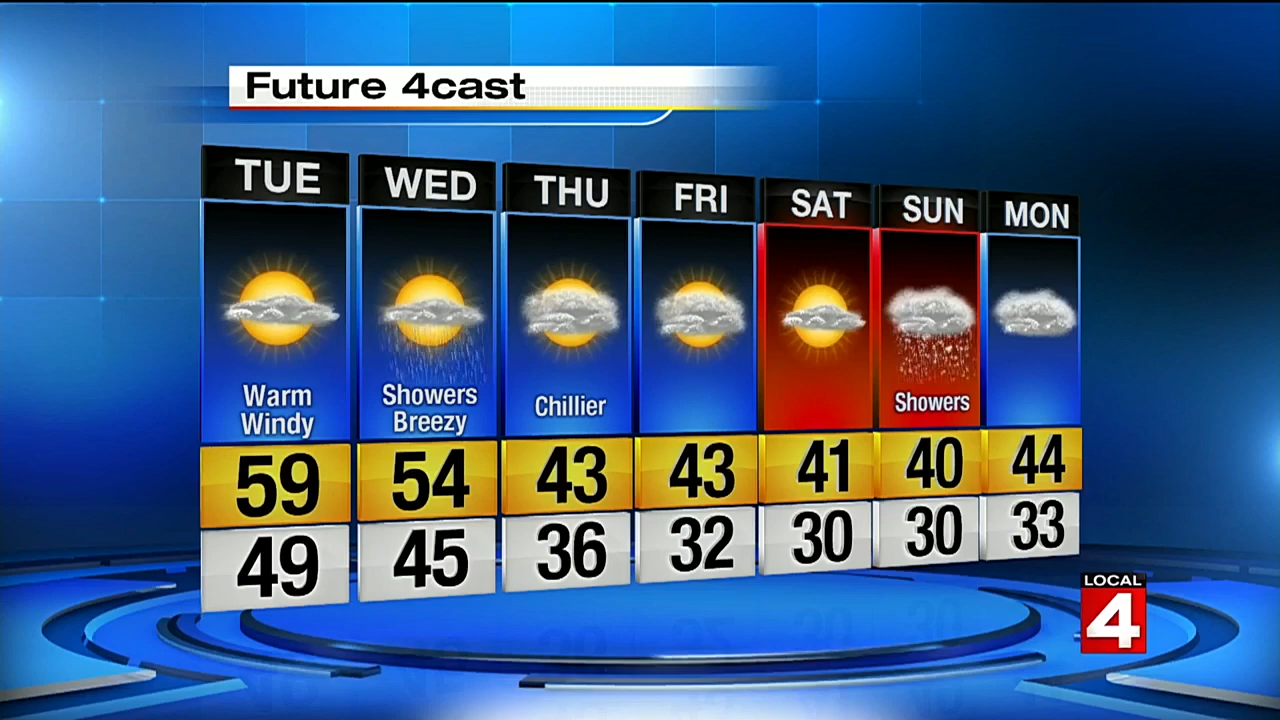 Future 4cast
TUE WED THU FRI SAT SUN MON
Warm
Windy
Showers
Breezy
Chillier
Showers
59 54 43 43 41 40 44
49 45 36 32 30 30 33
LOCAL
4